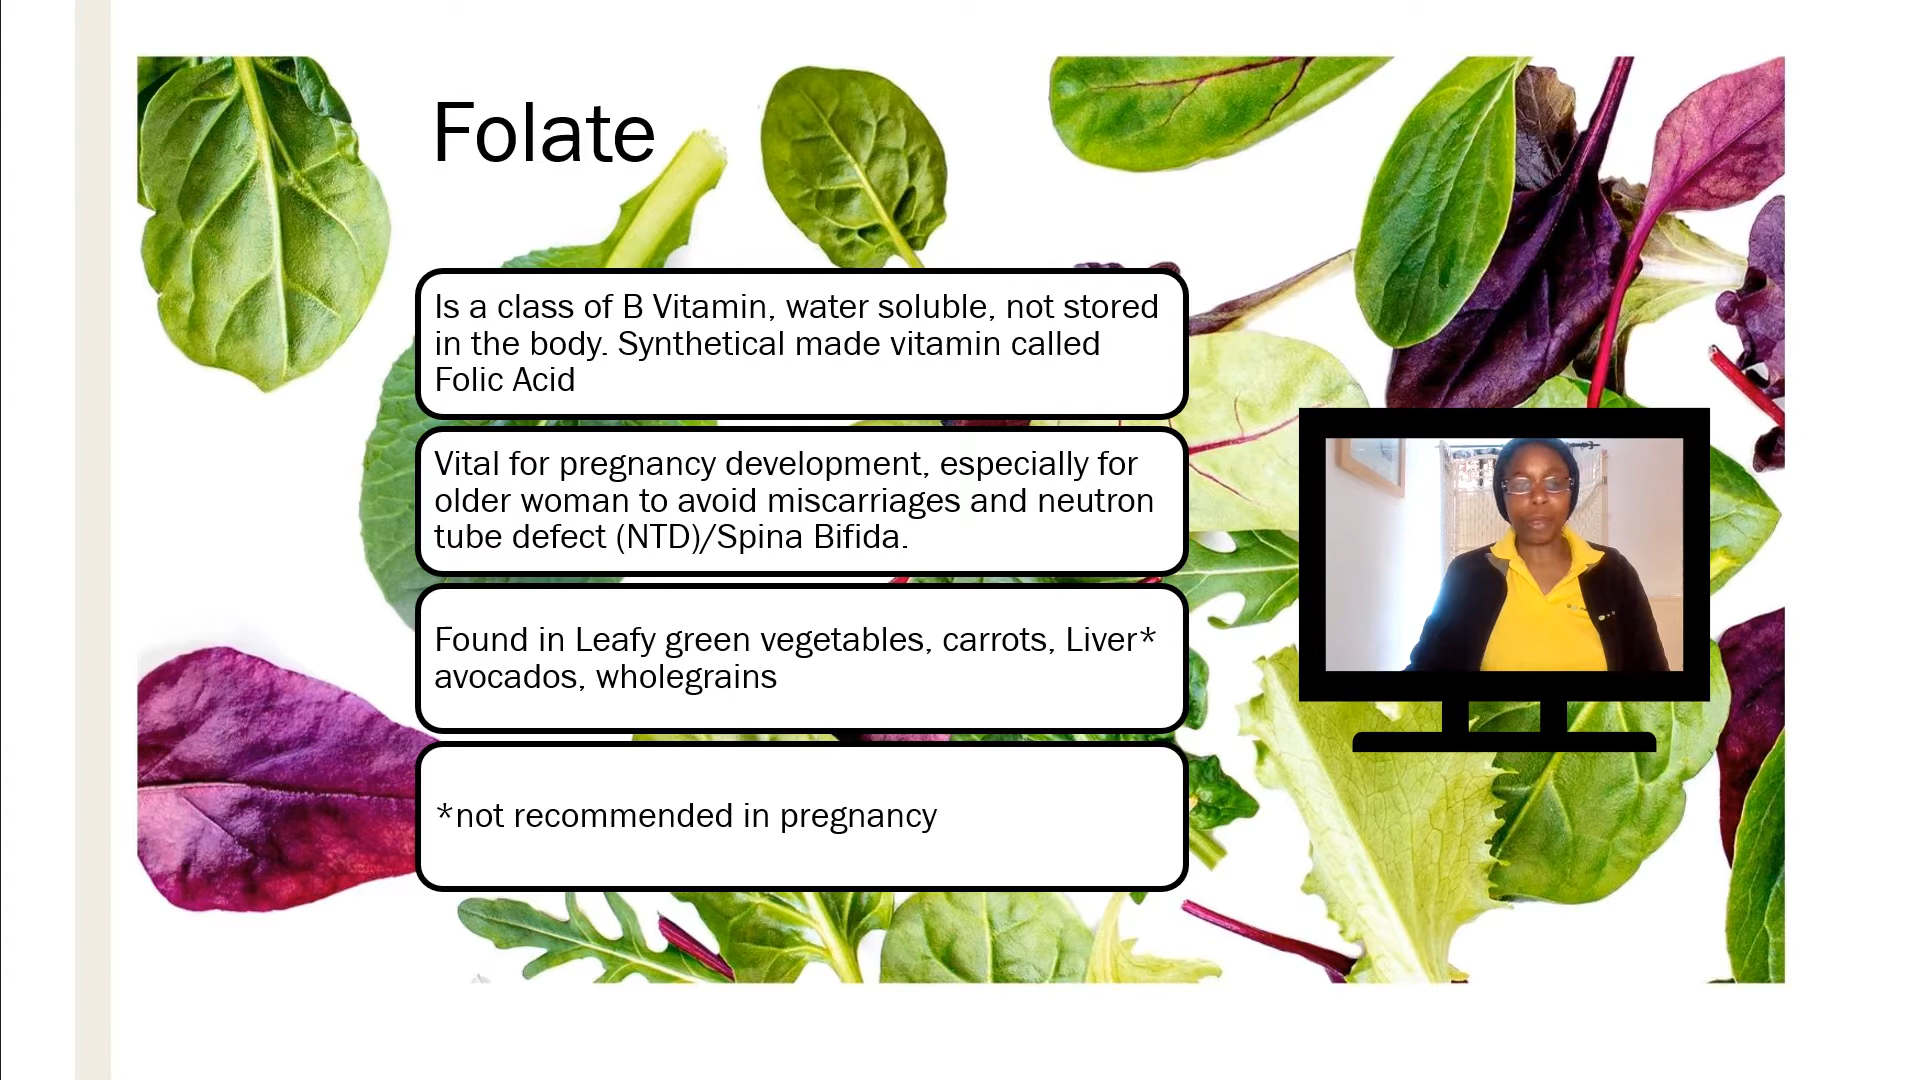 Folate
Is a class of B Vitamin, water soluble, not stored
in the body. Synthetical made vitamin called
Folic Acid
Vital for pregnancy development, especially for
older woman to avoid miscarriages and neutron
tube defect (NTD)/Spina Bifida.
Found in Leafy green vegetables, carrots, Liver*
avocados, wholegrains
*not recommended in pregnancy